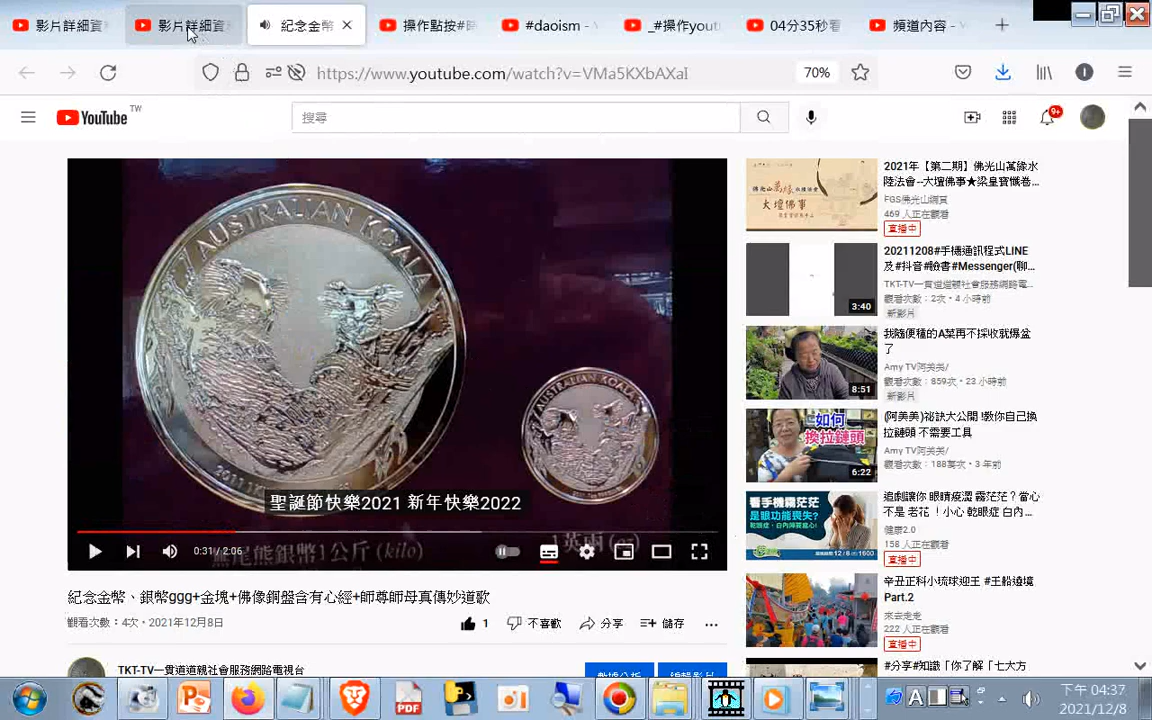 影片詳細資
影片詳細資
紀念金幣
操作點按#時
#daoism -
_#操作yout
04分35秒看
頻道內容 -
https://www.youtube.com/watch?v=VMa5KXbAXaI
70%
YouTube TW
搜尋
9+
AUSTRALIAN KOALA
AUSTRALIAN KOALA
聖誕節快樂2021 新年快樂2022
0:31/2:06
無尾熊銀幣1公斤 (kilo)
1英兩
紀念金幣、銀幣ggg+金塊+佛像銅盤含有心經+師尊師母真傳妙道歌
觀看次數:4次・2021年12月8日
1 不喜歡 分享 儲存
TKT-TV一貫道道親社會服務網路電視台
數據分析 編輯影片
2021年【第二期】佛光山萬緣水
陸法會--大壇佛事★梁皇寶懺卷...
FGS佛光山網頁
469 人正在觀看
直播中
大壇佛事
20211208#手機通訊程式LINE
及#抖音#臉書#Messenger(聊...
TKT-TV一貫道道親社會服務網路電...
觀看次數:2次・4 小時前
新影片
3:40
我隨便種的A菜再不採收就爆盆
了
Amy TV阿美美/
觀看次數:859次・23 小時前
新影片
8:51
(阿美美)祕訣大公開 !教你自己換
拉鏈頭 不需要工具
Amy TV阿美美/
觀看次數:188萬次・3 年前
如何
換拉鏈頭
6:22
追劇讓你 眼睛疲澀 霧茫茫?當心
不是 老花 !小心 乾眼症 白內...
健康2.0
158 人正在觀看
直播中
看手機霧茫茫
是眼功能喪失?
辛丑正科小琉球迎王 #王船遶境
Part.2
來去走走
222 人正在觀看
直播中
#分享#知識「你了解「七大方
PDF
A
下午 04:37
2021/12/8